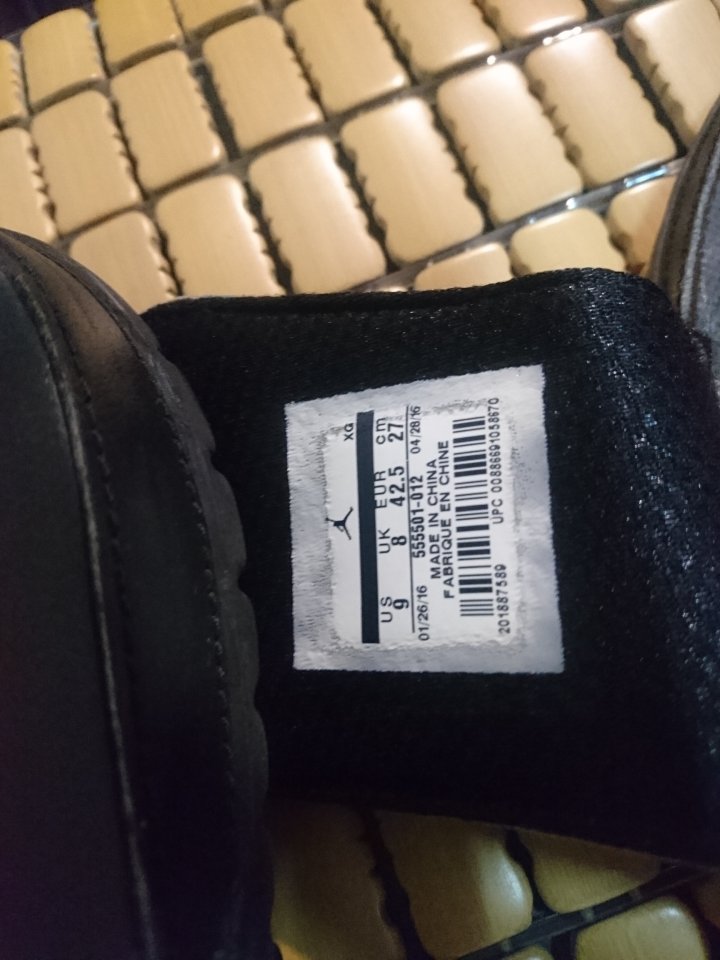 XG
US UK EUR cm
9 8 42.5 27
01/26/16 555501-012 04/28/16
MADE IN CHINA
FABRIQUE EN CHINE
201887589 UPC 00886691058670